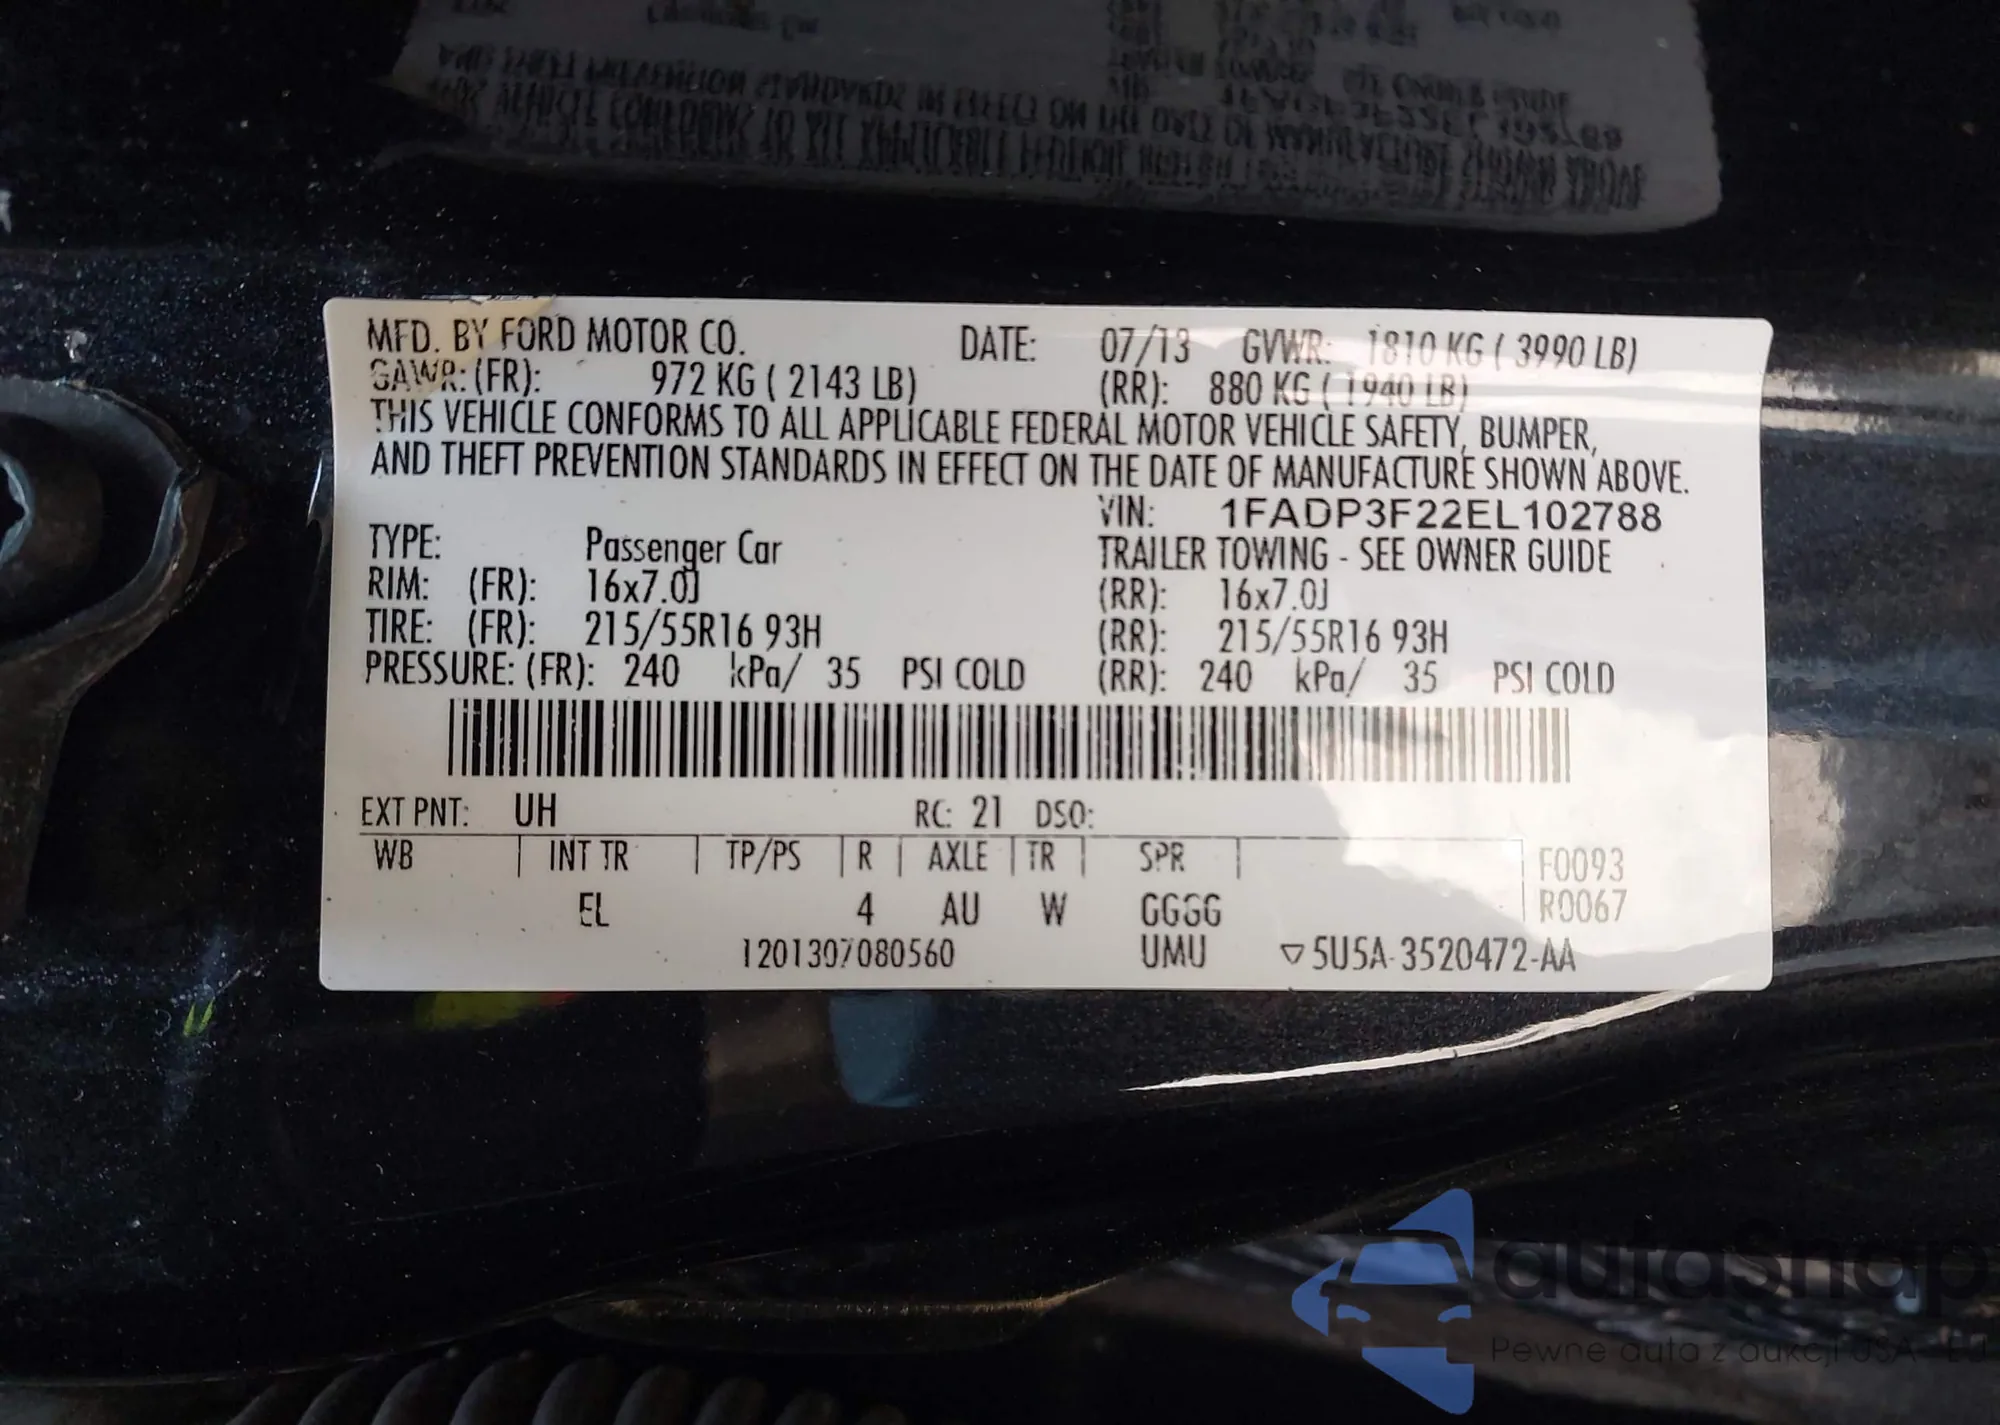 MFD. BY FORD MOTOR CO. DATE: 07/13 GVWR: 1810 KG ( 3990 LB)
GAWR: (FR): 972 KG ( 2143 LB) (RR): 880 KG ( 1940 LB)
THIS VEHICLE CONFORMS TO ALL APPLICABLE FEDERAL MOTOR VEHICLE SAFETY, BUMPER,
AND THEFT PREVENTION STANDARDS IN EFFECT ON THE DATE OF MANUFACTURE SHOWN ABOVE.
VIN: 1FADP3F22EL102788
TYPE: Passenger Car TRAILER TOWING - SEE OWNER GUIDE
RIM: (FR): 16x7.0J (RR): 16x7.0J
TIRE: (FR): 215/55R16 93H (RR): 215/55R16 93H
PRESSURE: (FR): 240 kPa/ 35 PSI COLD (RR): 240 kPa/ 35 PSI COLD
EXT PNT: UH RC: 21 DSO:
WB INT TR TP/PS R AXLE TR SPR F0093
EL 4 AU W GGGG R0067
1201307080560 UMU ▽5U5A-3520472-AA
autaSnap
Pewne auta z aukcji USA - EU